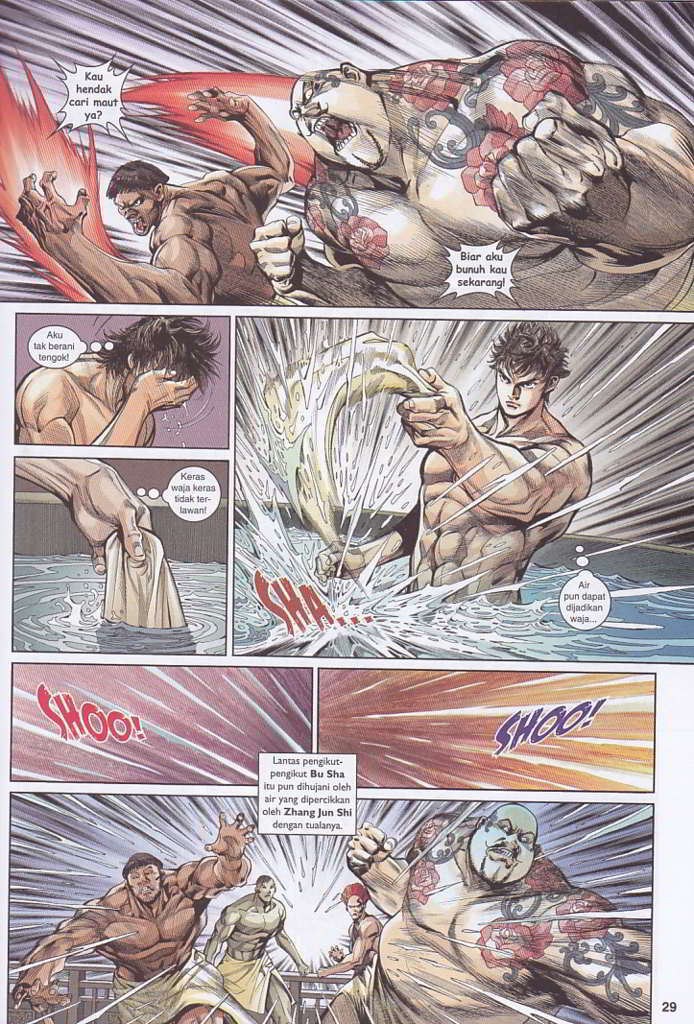 Kau
hendak
cari maut
ya?
Biar aku
bunuh kau
sekarang!
Aku
tak berani
tengok!
Keras
waja keras
tidak ter-
lawan!
Air
pun dapat
dijadikan
waja...
SHA...
SHOO!
SHOO!
Lantas pengikut-
pengikut Bu Sha
itu pun dihujani oleh
air yang dipercikkan
oleh Zhang Jun Shi
dengan tualanya.
29